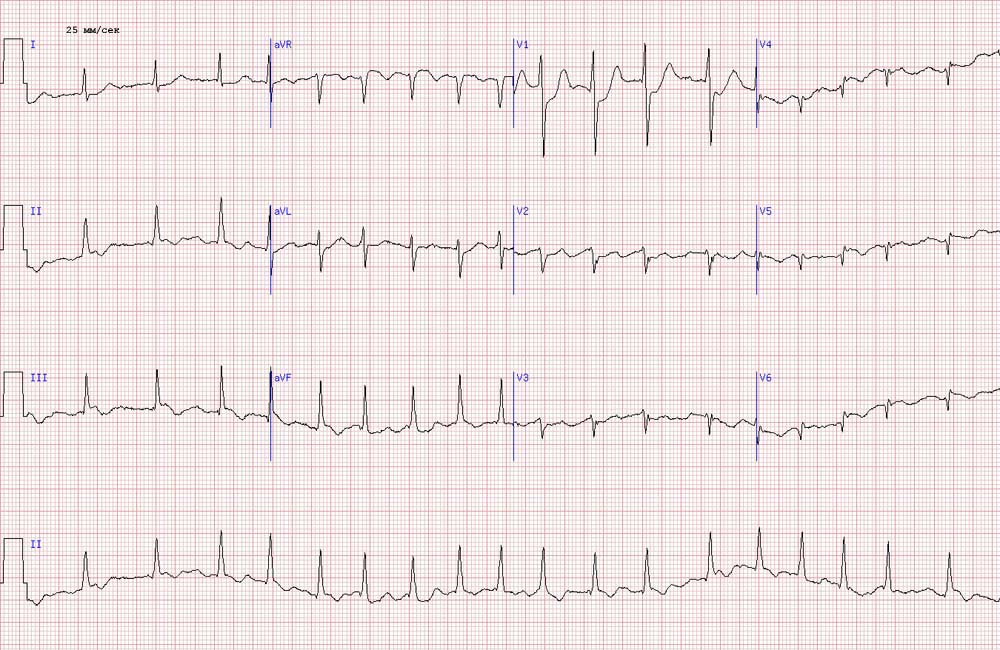 25 мм/сек
I aVR V1 V4
II aVL V2 V5
III aVF V3 V6
II